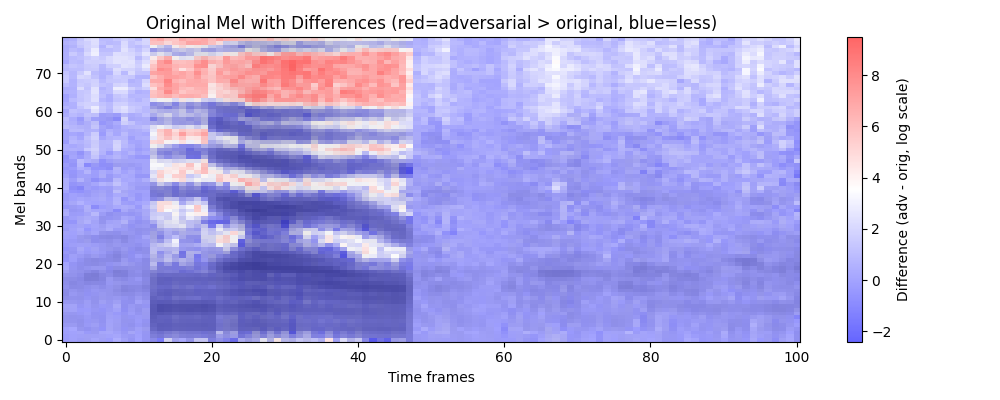 Original Mel with Differences (red=adversarial > original, blue=less)
Mel bands
70
60
50
40
30
20
10
0
0 20 40 60 80 100
Time frames
8
6
4
2
0
−2
Difference (adv - orig, log scale)